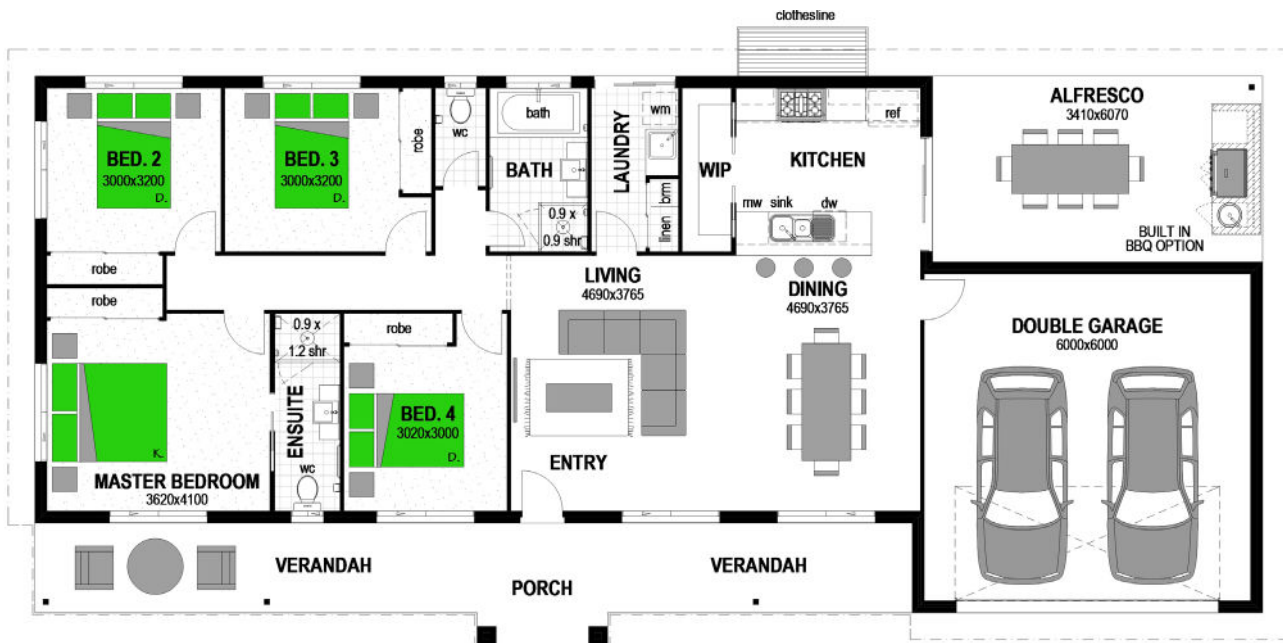 clothesline
BED. 2
3000x3200
D.
BED. 3
3000x3200
D.
robe
wc
bath
BATH
0.9 x
0.9 shr
LAUNDRY
wm
linen
brm
WIP
KITCHEN
ref
mw sink dw
ALFRESCO
3410x6070
BUILT IN
BBQ OPTION
robe
robe
LIVING
4690x3765
DINING
4690x3765
DOUBLE GARAGE
6000x6000
0.9 x
1.2 shr
ENSUITE
wc
robe
BED. 4
3020x3000
D.
K.
MASTER BEDROOM
3620x4100
ENTRY
VERANDAH
PORCH
VERANDAH